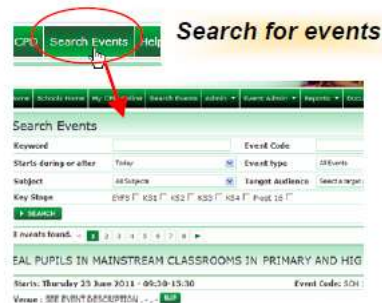 Search for events
CPD Search Events Help
Home Schools Home My CPD Online Search Events Admin Event Admin Reports Docu
Search Events
Keyword Event Code
Starts during or after Today Event type All Events
Subject All Subjects Target Audience Select a target
Key Stage EYFS KS1 KS2 KS3 KS4 Post 16
SEARCH
events found. 1 2 3 4 5 6 7 8
EAL PUPILS IN MAINSTREAM CLASSROOMS IN PRIMARY AND HIG
Starts: Thursday 23 June 2011 - 09:30-15:30 Event Code: SCH
Venue : SEE EVENT DESCRIPTION